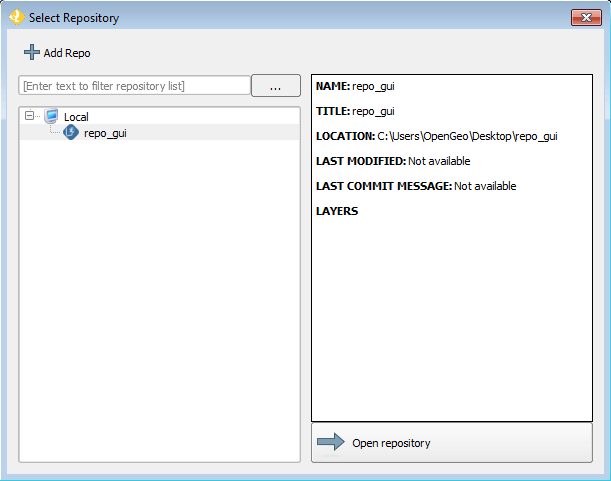 Select Repository
Add Repo
[Enter text to filter repository list]
...
Local
repo_gui
NAME: repo_gui
TITLE: repo_gui
LOCATION: C:\Users\OpenGeo\Desktop\repo_gui
LAST MODIFIED: Not available
LAST COMMIT MESSAGE: Not available
LAYERS
Open repository